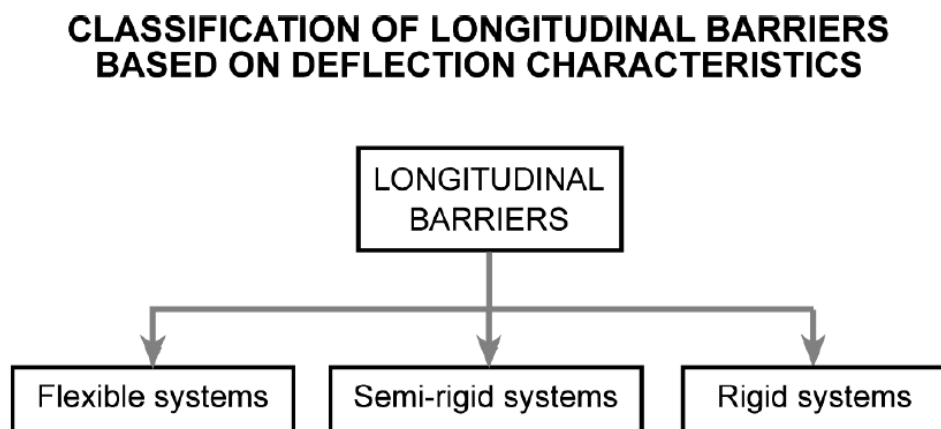 CLASSIFICATION OF LONGITUDINAL BARRIERS
BASED ON DEFLECTION CHARACTERISTICS
LONGITUDINAL
BARRIERS
Flexible systems
Semi-rigid systems
Rigid systems